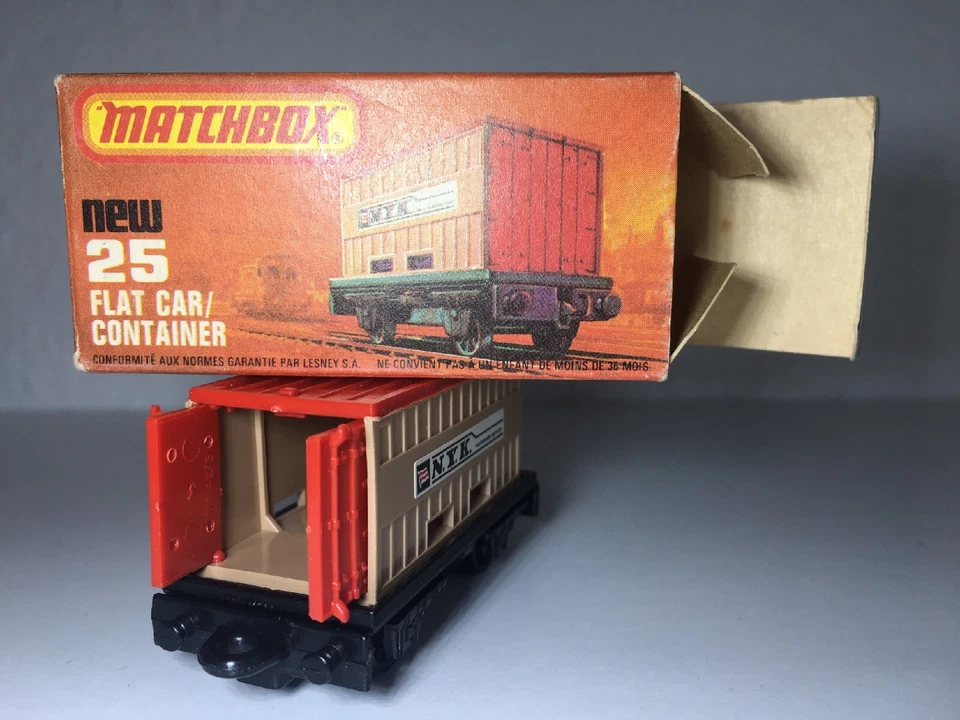 "MATCHBOX"
new
25
FLAT CAR/
CONTAINER
N.Y.K.
CONFORMITÉ AUX NORMES GARANTIE PAR LESNEY S.A. NE CONVIENT PAS A UN ENFANT DE MOINS DE 36 MOIS.
N.Y.K.